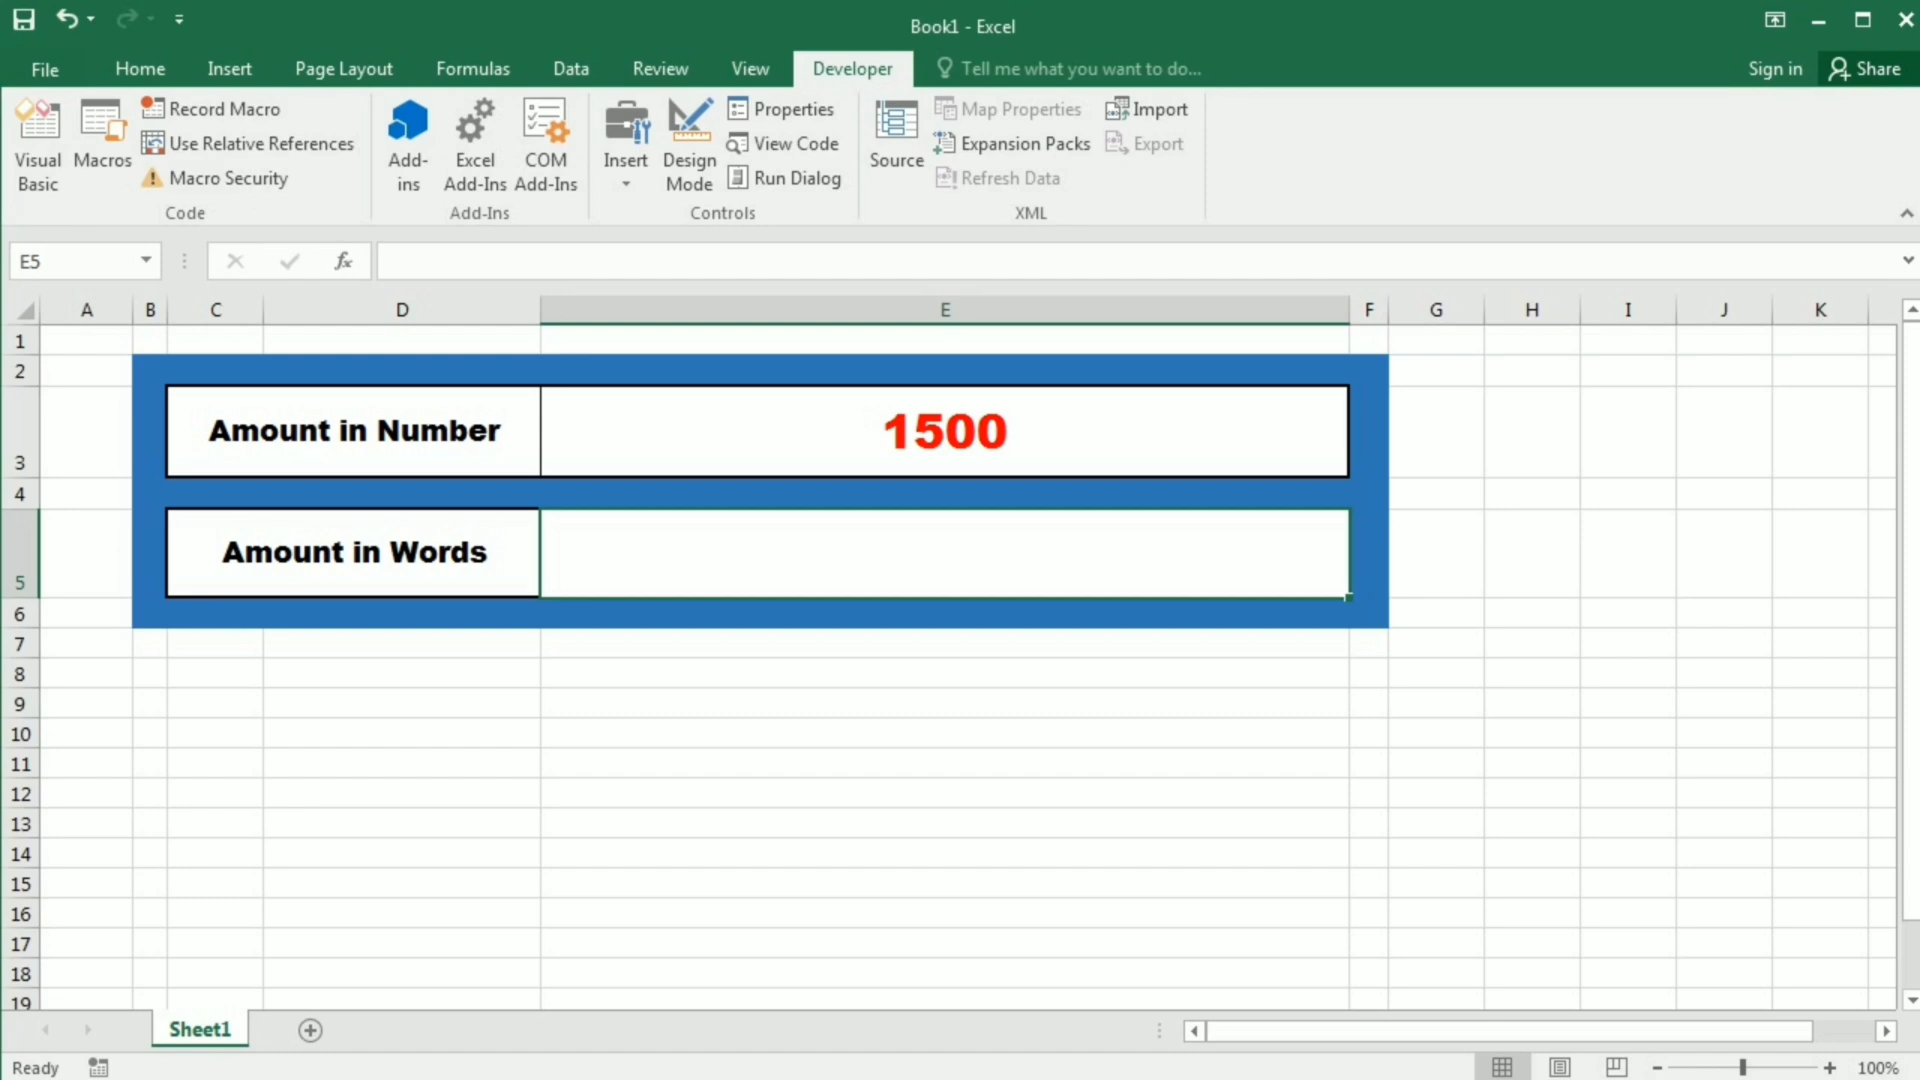 Book1 - Excel
File Home Insert Page Layout Formulas Data Review View Developer Tell me what you want to do... Sign in Share
Visual Basic
Macros
Record Macro
Use Relative References
Macro Security
Code
Add-ins
Excel Add-Ins
COM Add-Ins
Add-Ins
Insert
Design Mode
Properties
View Code
Run Dialog
Controls
Source
Map Properties
Expansion Packs
Refresh Data
Import
Export
XML
E5 fx
A B C D E F G H I J K
1
2
3 Amount in Number 1500
4
5 Amount in Words
6
7
8
9
10
11
12
13
14
15
16
17
18
19
Sheet1
Ready 100%